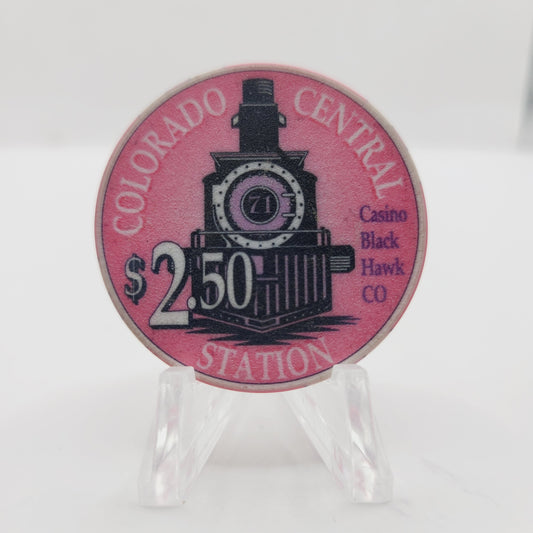 COLORADO CENTRAL
71
Casino
Black
Hawk
CO
$2.50
STATION